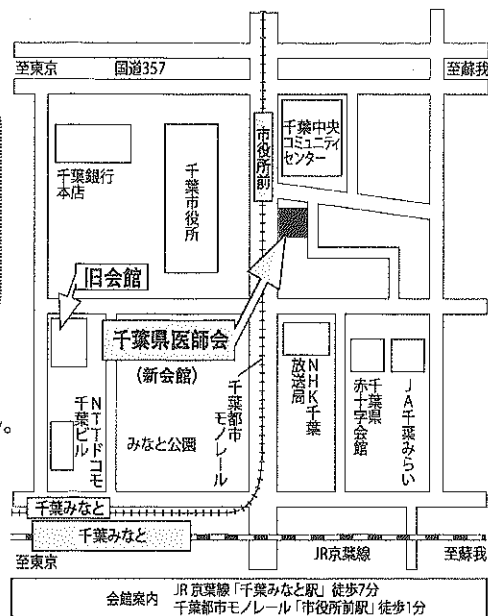 至東京
国道357
至蘇我
千葉銀行
本店
千葉市役所
市役所前
千葉中央
コミュニティ
センター
旧会館
千葉県医師会
(新会館)
NTTドコモ
千葉ビル
みなと公園
千葉都市
モノレール
NHK千葉
放送局
千葉県
赤十字会館
JA千葉みらい
。
千葉みなと
千葉みなと
至東京
JR京葉線
至蘇我
会館案内
JR京葉線「千葉みなと駅」徒歩7分
千葉都市モノレール「市役所前駅」徒歩1分